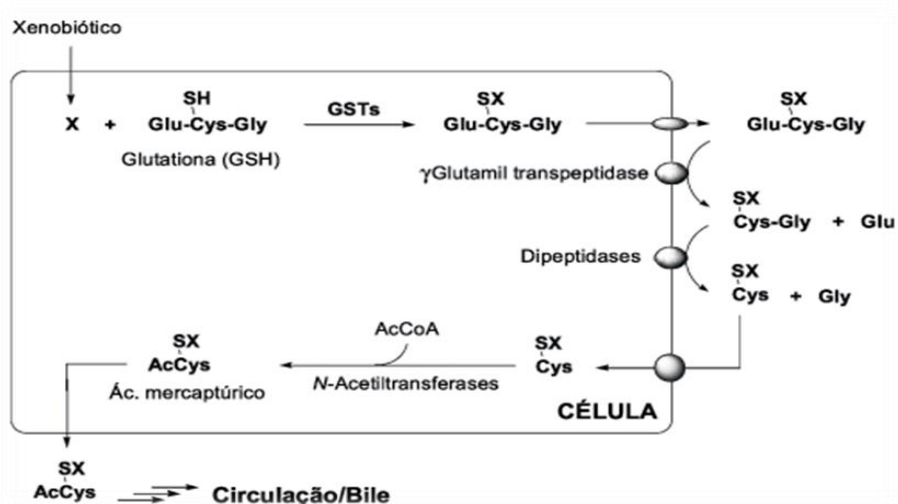 Xenobiótico
SH
SX
SX
X + Glu-Cys-Gly
GSTs
Glu-Cys-Gly
Glu-Cys-Gly
Glutationa (GSH)
γGlutamil transpeptidase
SX
Cys-Gly + Glu
Dipeptidases
SX
Cys + Gly
AcCoA
SX
SX
AcCys
Cys
N-Acetiltransferases
Ác. mercaptúrico
CÉLULA
SX
AcCys
Circulação/Bile